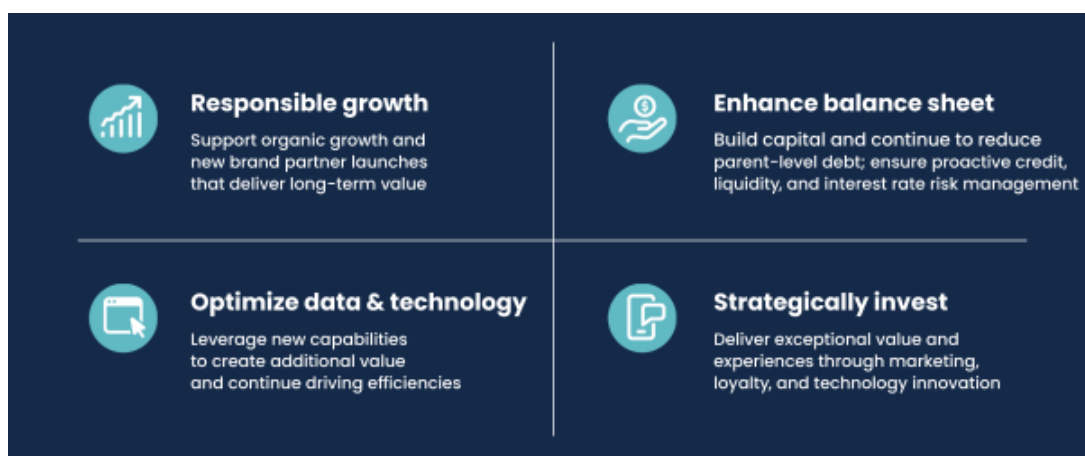 Responsible growth
Support organic growth and
new brand partner launches
that deliver long-term value
Enhance balance sheet
Build capital and continue to reduce
parent-level debt; ensure proactive credit,
liquidity, and interest rate risk management
Optimize data & technology
Leverage new capabilities
to create additional value
and continue driving efficiencies
Strategically invest
Deliver exceptional value and
experiences through marketing,
loyalty, and technology innovation